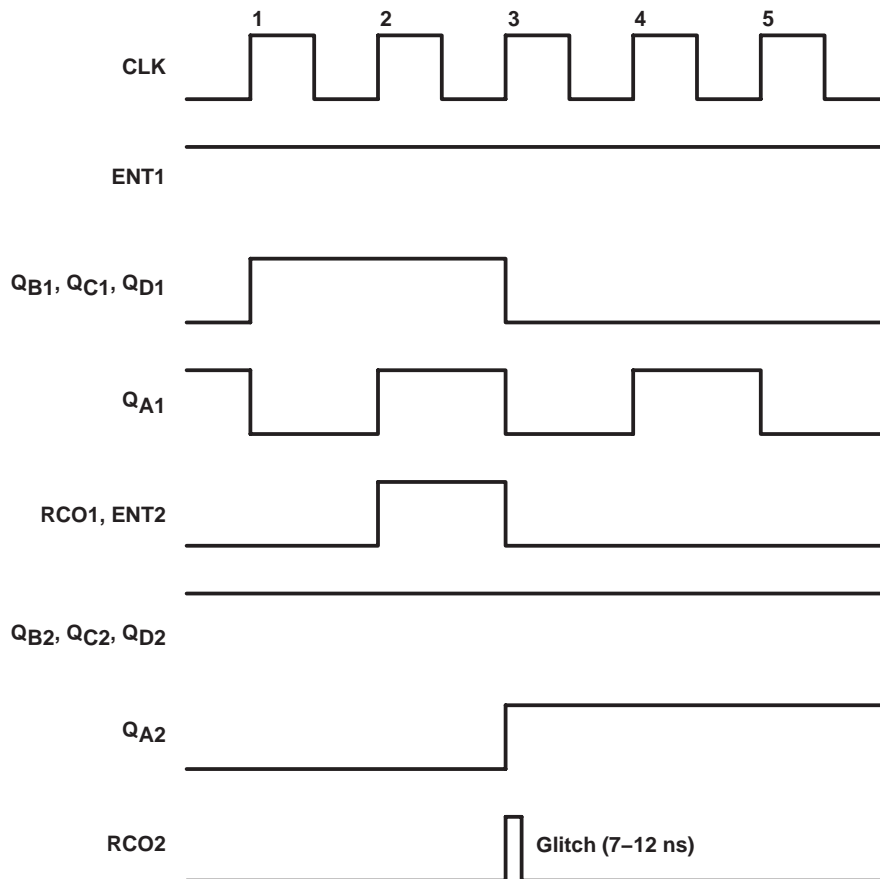 1 2 3 4 5
CLK
ENT1
QB1, QC1, QD1
QA1
RCO1, ENT2
QB2, QC2, QD2
QA2
RCO2
Glitch (7–12 ns)